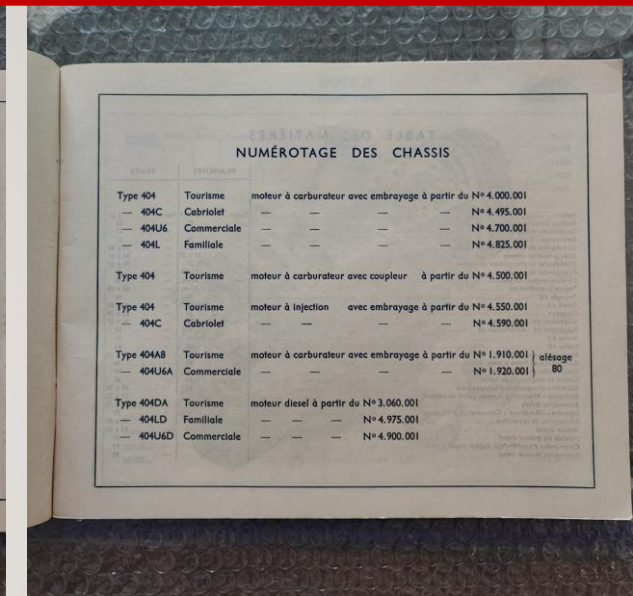 NUMÉROTAGE DES CHASSIS
Type 404 Tourisme moteur à carburateur avec embrayage à partir du Nº 4.000.001
— 404C Cabriolet — — — — Nº 4.495.001
— 404U6 Commerciale — — — — Nº 4.700.001
— 404L Familiale — — — — Nº 4.825.001
Type 404 Tourisme moteur à carburateur avec coupleur à partir du Nº 4.500.001
Type 404 Tourisme moteur à injection avec embrayage à partir du Nº 4.550.001
— 404C Cabriolet — — — — Nº 4.590.001
Type 404A8 Tourisme moteur à carburateur avec embrayage à partir du Nº 1.910.001 } alésage
— 404U6A Commerciale — — — — Nº 1.920.001 } 80
Type 404DA Tourisme moteur diesel à partir du Nº 3.060.001
— 404LD Familiale — — — Nº 4.975.001
— 404U6D Commerciale — — — Nº 4.900.001